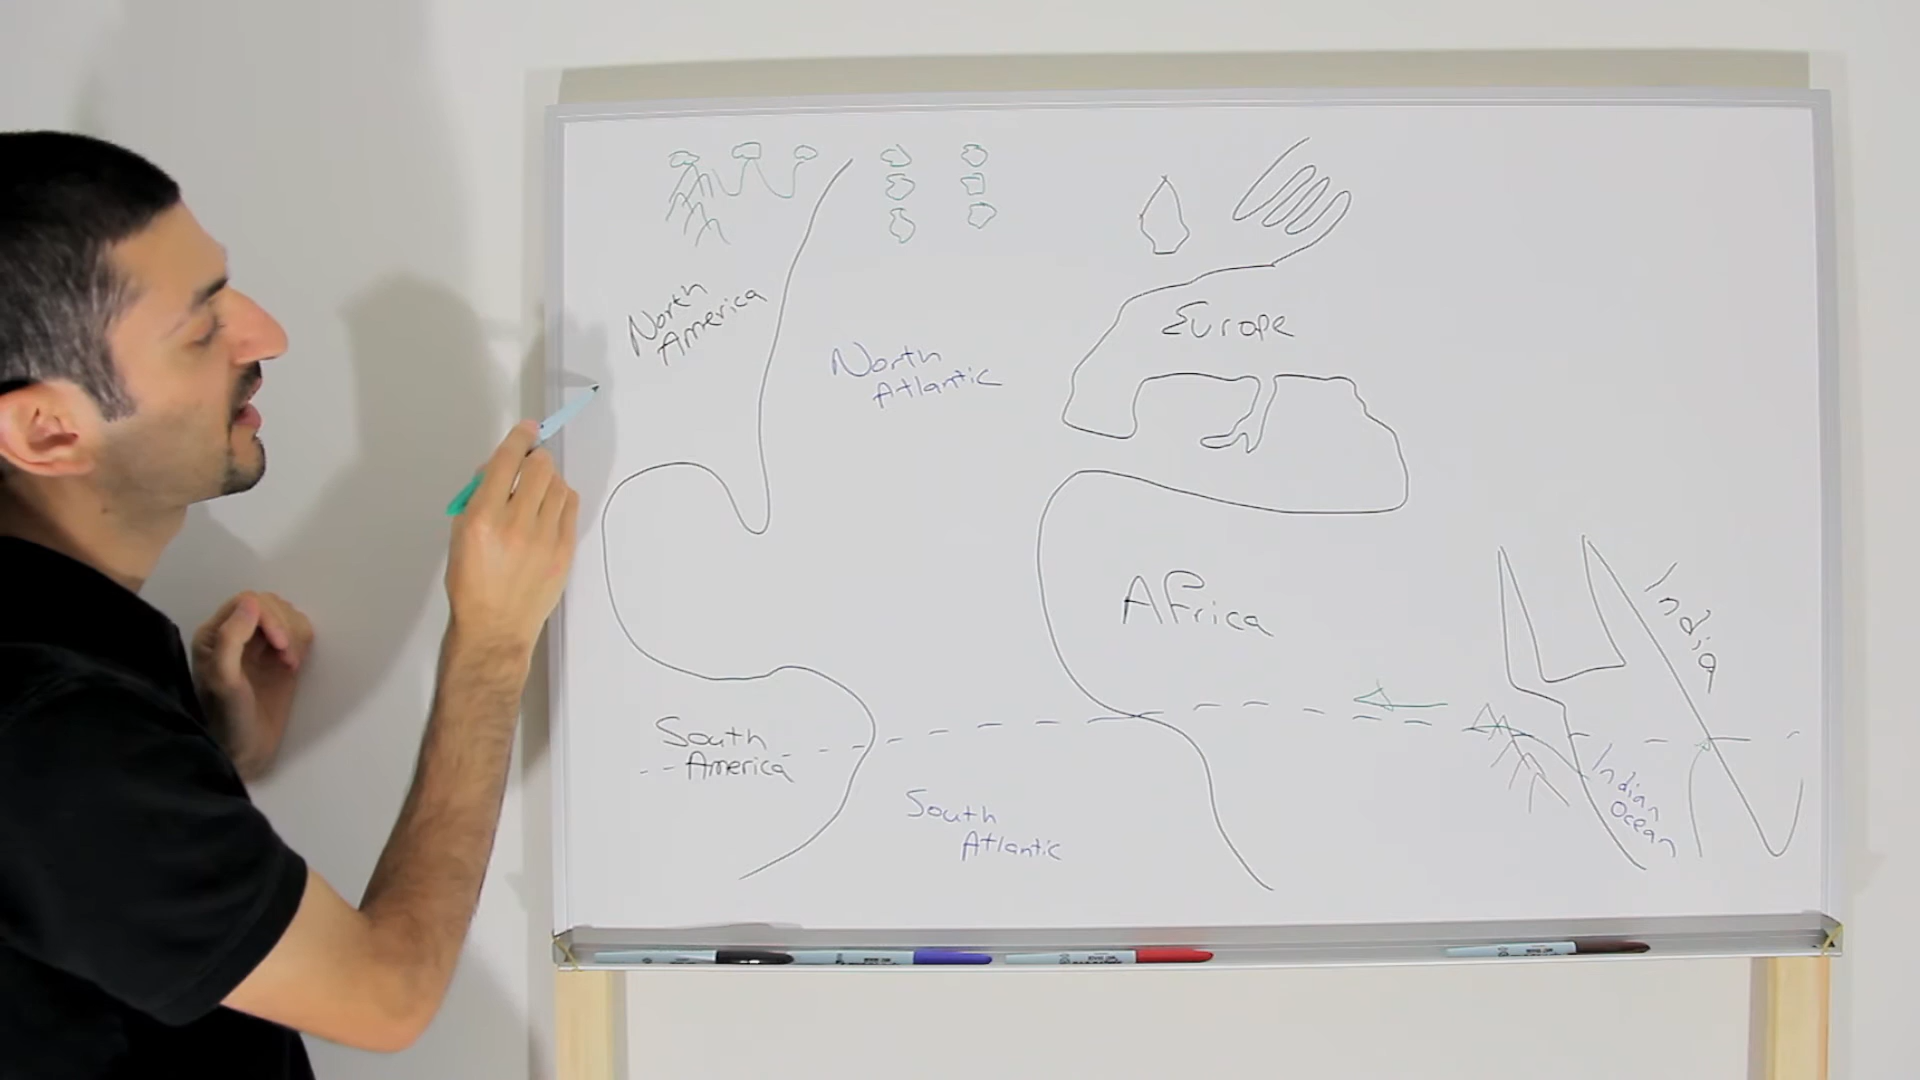 North
America
North
Atlantic
Europe
Africa
India
South
America
South
Atlantic
Indian
Ocean